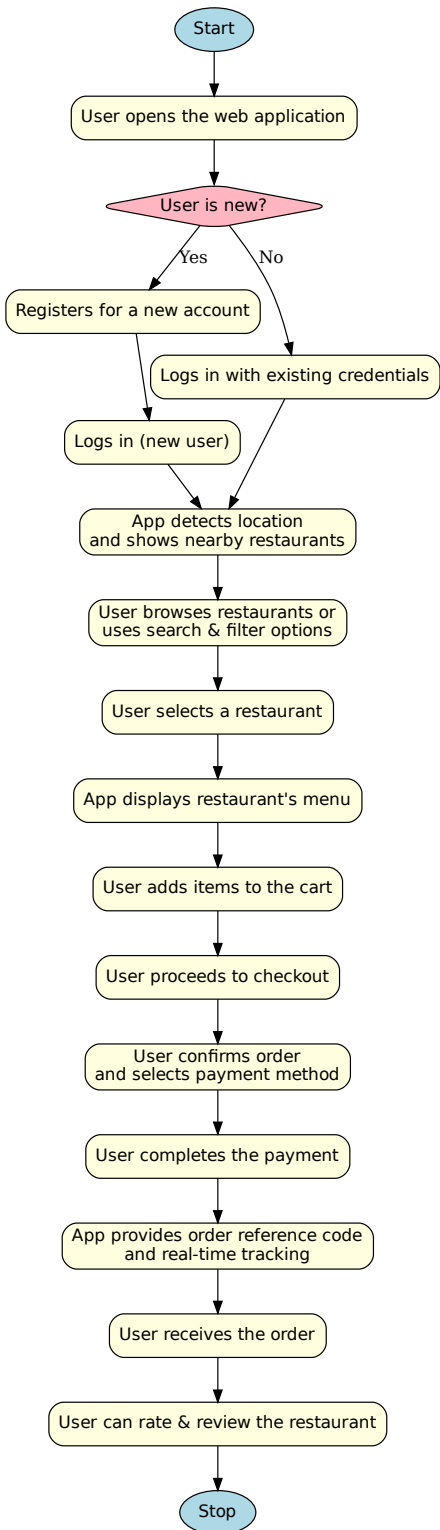 Start
User opens the web application
User is new?
Yes
No
Registers for a new account
Logs in with existing credentials
Logs in (new user)
App detects location
and shows nearby restaurants
User browses restaurants or
uses search & filter options
User selects a restaurant
App displays restaurant's menu
User adds items to the cart
User proceeds to checkout
User confirms order
and selects payment method
User completes the payment
App provides order reference code
and real-time tracking
User receives the order
User can rate & review the restaurant
Stop